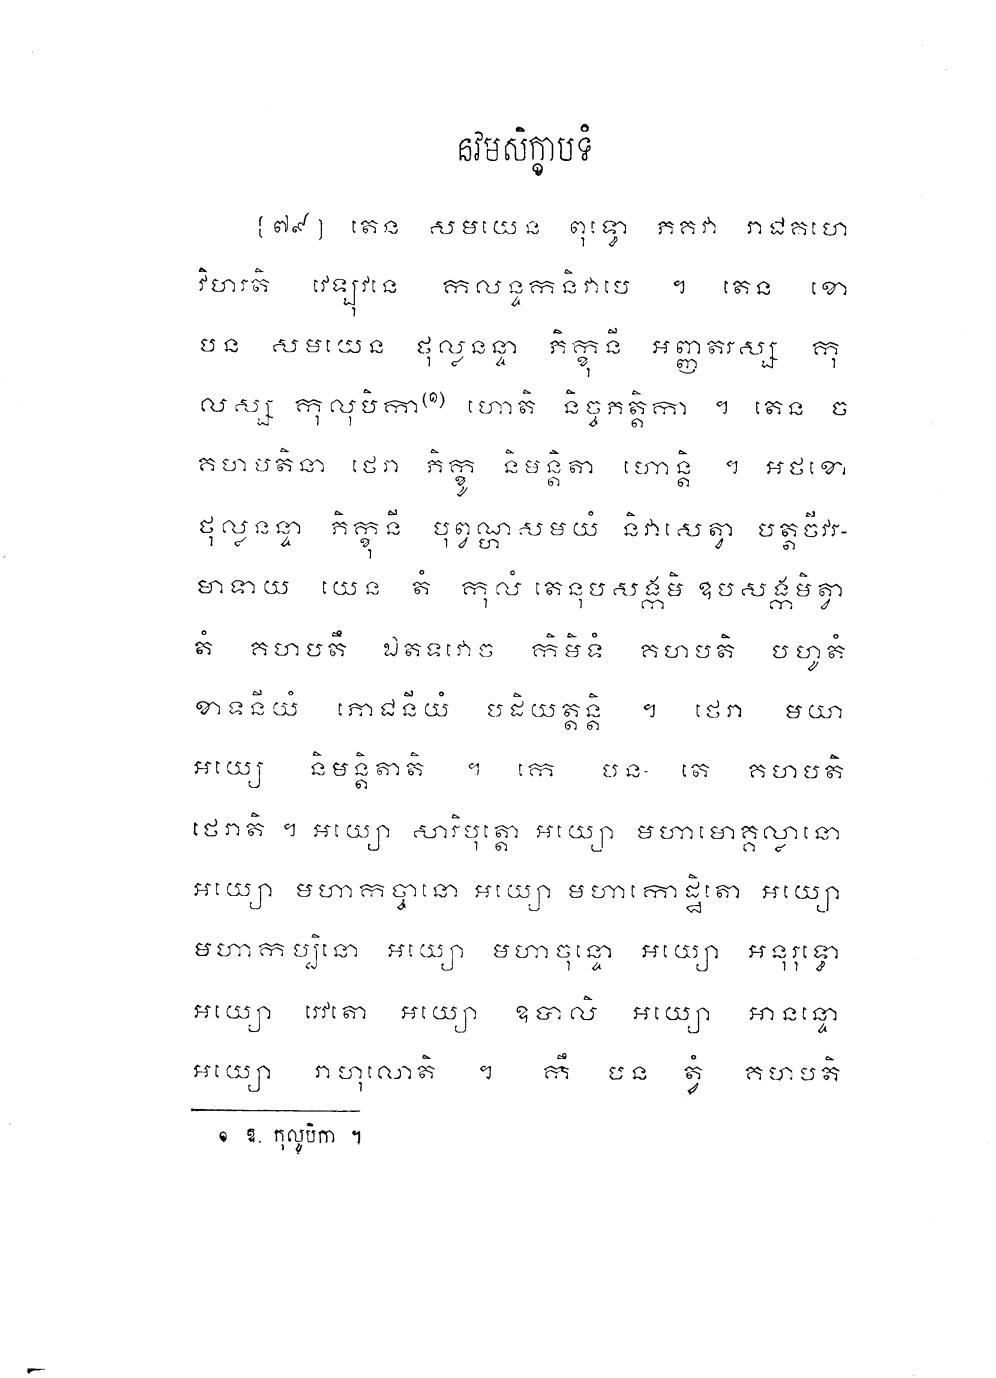 នវមសិក្ខាបទំ
[៧៩] តេន សមយេន ពុទ្ធោ ភគវា រាជគហេ
វិហរតិ វេឡុវនេ កលន្ទកនិវាបេ ។ តេន ខោ
បន សមយេន ថុល្លនន្ទា ភិក្ខុនី អញ្ញតរស្ស កុ
លស្ស កុលុបិកា(១) ហោតិ និច្ចភត្តិកា ។ តេន ច
គហបតិនា ថេរា ភិក្ខូ និមន្តិតា ហោន្តិ ។ អថខោ
ថុល្លនន្ទា ភិក្ខុនី បុព្វណ្ហសមយំ និវាសេត្វា បត្តចីវរ-
មាទាយ យេន តំ កុលំ តេនុបសង្កមិ ឧបសង្កមិត្វា
តំ គហបតឹ ឯតទវោច កិមិទំ គហបតិ បហូតំ
ខាទនីយំ ភោជនីយំ បដិយត្តន្តិ ។ ថេរា មយា
អយ្យេ និមន្តិតាតិ ។ កេ បន តេ គហបតិ
ថេរាតិ ។ អយ្យោ សារិបុត្តោ អយ្យោ មហាមោគ្គល្លានោ
អយ្យោ មហាកច្ចានោ អយ្យោ មហាកោដ្ឋិតោ អយ្យោ
មហាកប្បិនោ អយ្យោ មហាចុន្ទោ អយ្យោ អនុរុទ្ធោ
អយ្យោ រេវតោ អយ្យោ ឧបាលិ អយ្យោ អានន្ទោ
អយ្យោ រាហុលោតិ ។ កឹ បន ត្វំ គហបតិ
១ ឱ. កុលូបិកា ។